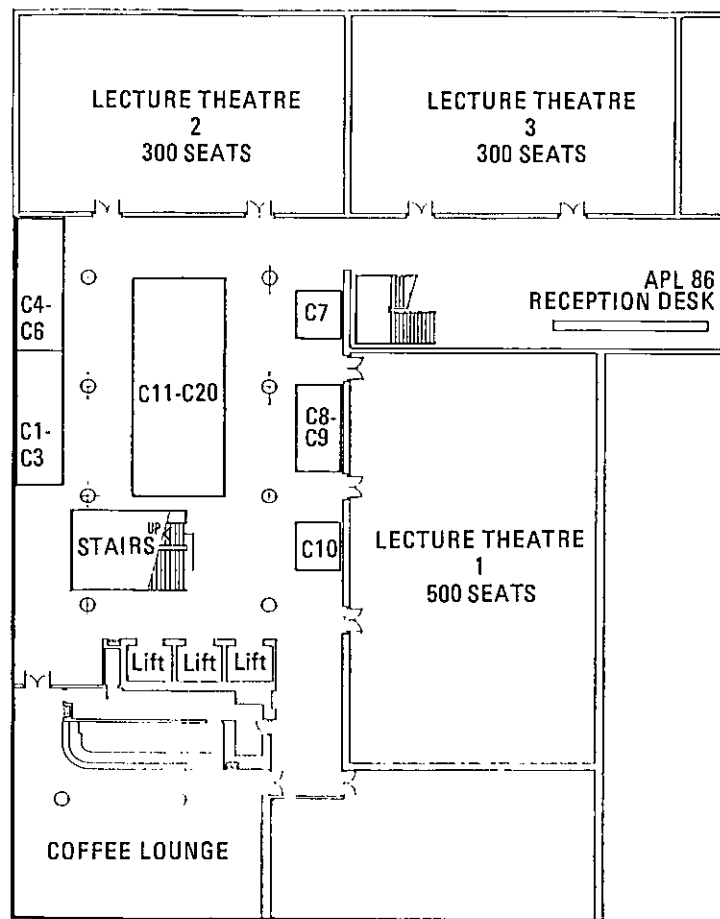 LECTURE THEATRE
2
300 SEATS
LECTURE THEATRE
3
300 SEATS
APL 86
RECEPTION DESK
C4-
C6
C7
C11-C20
C8-
C9
C1-
C3
UP
STAIRS
C10
LECTURE THEATRE
1
500 SEATS
Lift
Lift
Lift
COFFEE LOUNGE